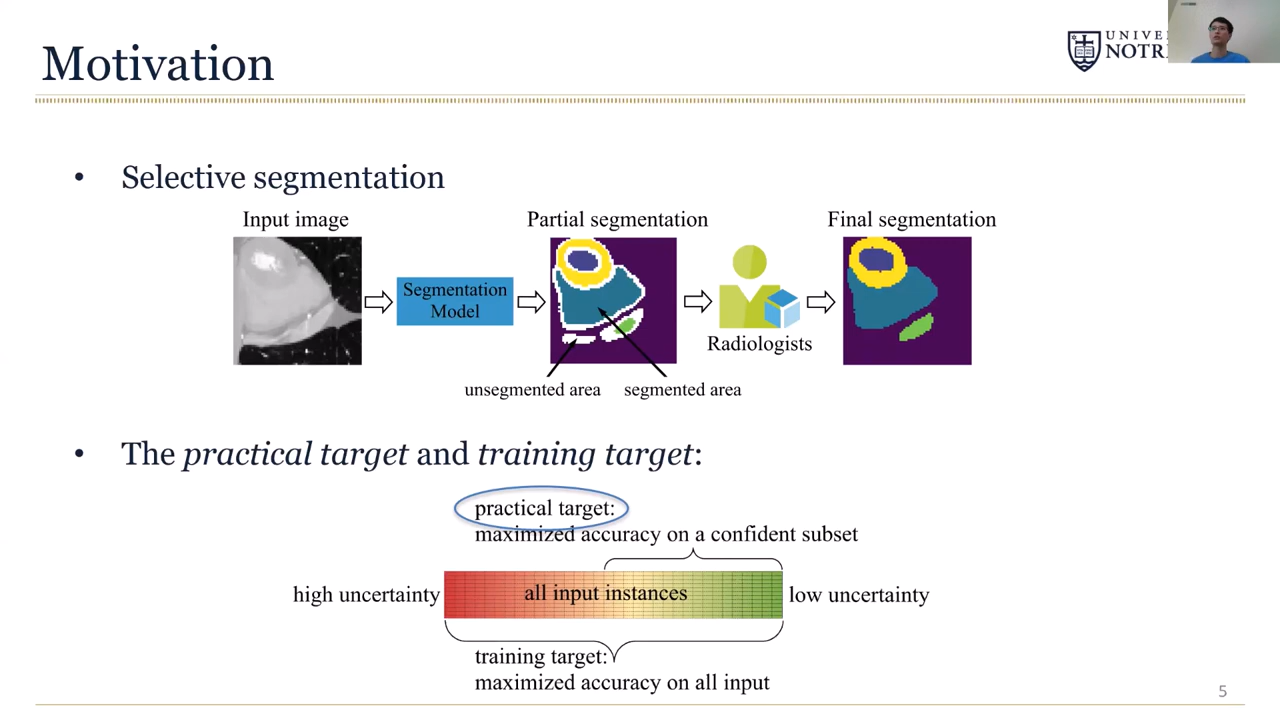 Motivation
UNIVE
NOTR
• Selective segmentation
Input image
Partial segmentation
Final segmentation
Segmentation
Model
Radiologists
unsegmented area
segmented area
• The practical target and training target:
practical target:
maximized accuracy on a confident subset
high uncertainty
all input instances
low uncertainty
training target:
maximized accuracy on all input
5